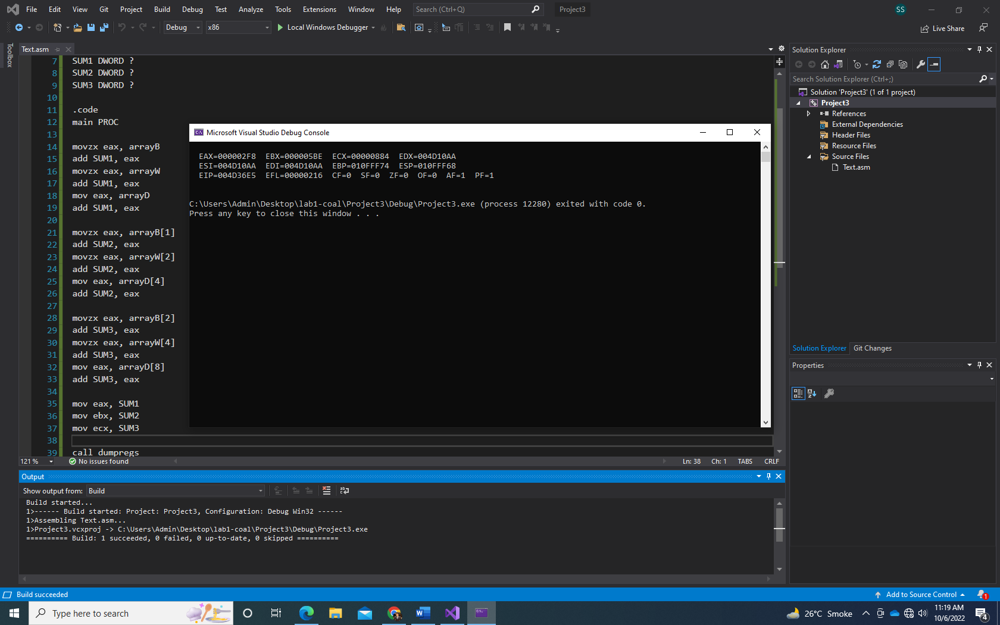 File Edit View Git Project Build Debug Test Analyze Tools Extensions Window Help Search (Ctrl+Q) Project3 SS
Debug x86 Local Windows Debugger Live Share
Toolbox
Text.asm
7 SUM1 DWORD ?
8 SUM2 DWORD ?
9 SUM3 DWORD ?
10
11 .code
12 main PROC
13
14 movzx eax, arrayB
15 add SUM1, eax
16 movzx eax, arrayW
17 add SUM1, eax
18 mov eax, arrayD
19 add SUM1, eax
20
21 movzx eax, arrayB[1]
22 add SUM2, eax
23 movzx eax, arrayW[2]
24 add SUM2, eax
25 mov eax, arrayD[4]
26 add SUM2, eax
27
28 movzx eax, arrayB[2]
29 add SUM3, eax
30 movzx eax, arrayW[4]
31 add SUM3, eax
32 mov eax, arrayD[8]
33 add SUM3, eax
34
35 mov eax, SUM1
36 mov ebx, SUM2
37 mov ecx, SUM3
38
39 call dumpregs
121 % No issues found Ln: 38 Ch: 1 TABS CRLF
Microsoft Visual Studio Debug Console
EAX=000002F8 EBX=000005BE ECX=00000884 EDX=004D10AA
ESI=004D10AA EDI=004D10AA EBP=010FFF74 ESP=010FFF68
EIP=004D36E5 EFL=00000216 CF=0 SF=0 ZF=0 OF=0 AF=1 PF=1
C:\Users\Admin\Desktop\lab1-coal\Project3\Debug\Project3.exe (process 12280) exited with code 0.
Press any key to close this window . . .
Solution Explorer
Search Solution Explorer (Ctrl+;)
Solution 'Project3' (1 of 1 project)
Project3
References
External Dependencies
Header Files
Resource Files
Source Files
Text.asm
Solution Explorer Git Changes
Properties
Output
Show output from: Build
Build started...
1>------ Build started: Project: Project3, Configuration: Debug Win32 ------
1>Assembling Text.asm...
1>Project3.vcxproj -> C:\Users\Admin\Desktop\lab1-coal\Project3\Debug\Project3.exe
========== Build: 1 succeeded, 0 failed, 0 up-to-date, 0 skipped ==========
Build succeeded Add to Source Control 1
Type here to search 26°C Smoke 11:19 AM
10/6/2022 4